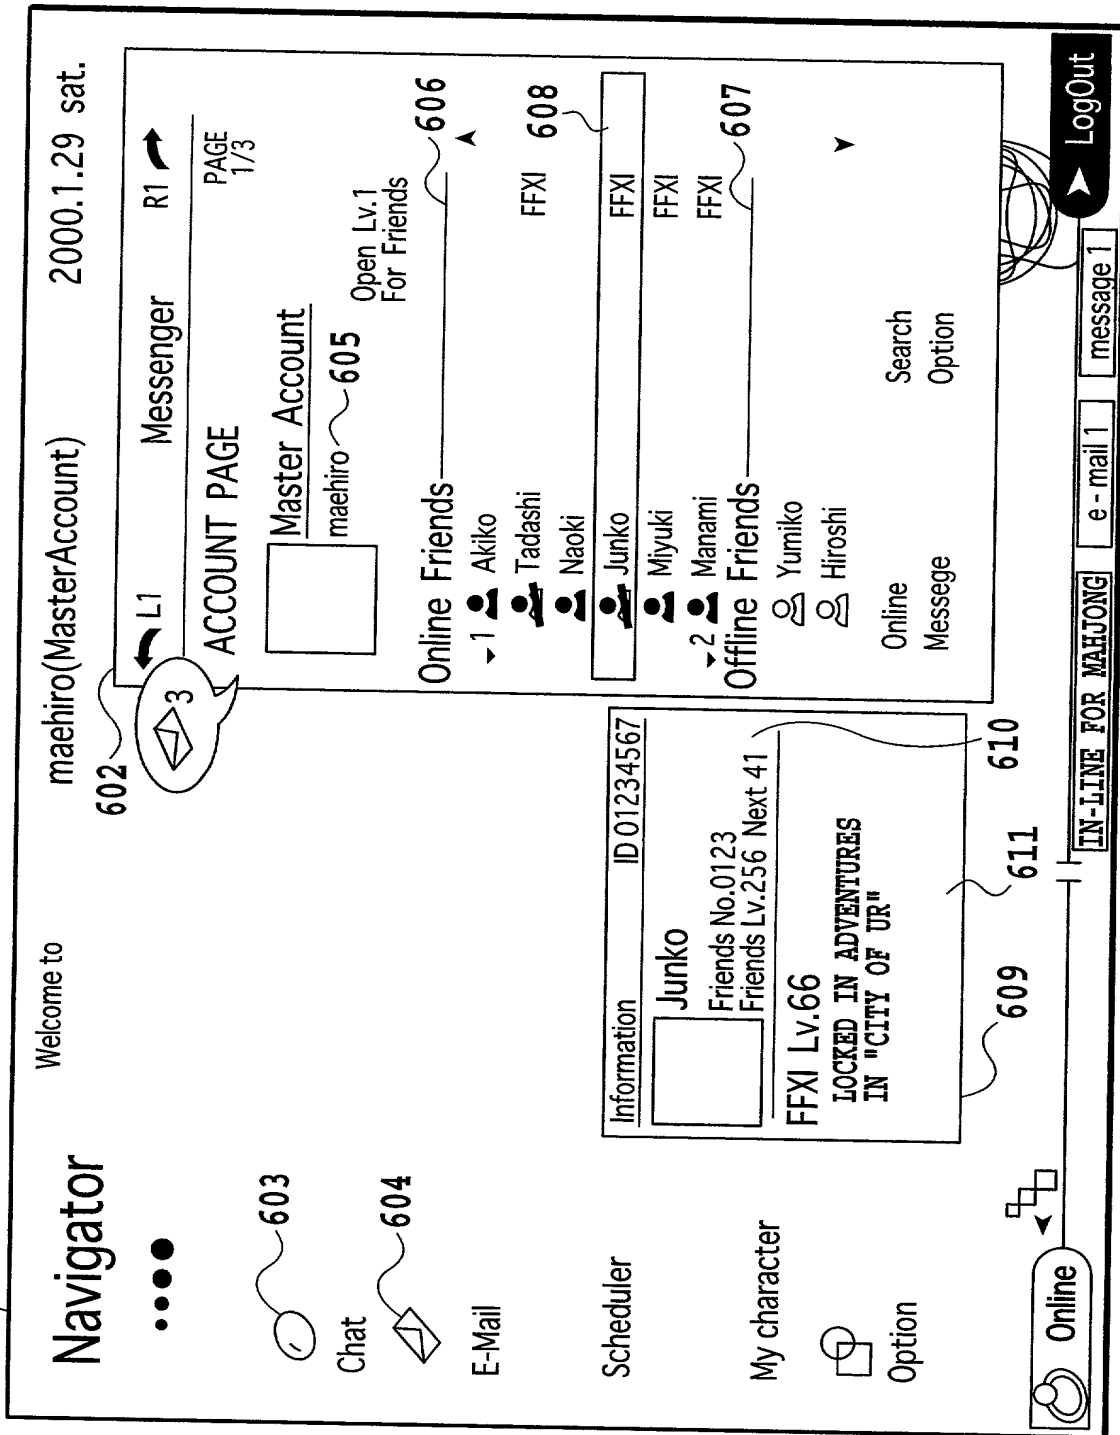 Navigator
Welcome to
maehiro(MasterAccount)
2000.1.29 sat.
602
L1
Messenger
R1
3
ACCOUNT PAGE
PAGE
1/3
Master Account
maehiro
605
Open Lv.1
For Friends
606
Online Friends
1 Akiko
Tadashi FFXI
608
Naoki
Junko FFXI
Miyuki FFXI
2 Manami FFXI
607
Offline Friends
Yumiko
Hiroshi
Online Search
Messege Option
603
Chat
604
E-Mail
Scheduler
My character
Option
Information ID01234567
Junko
Friends No.0123
Friends Lv.256 Next 41
FFXI Lv.66
LOCKED IN ADVENTURES
IN "CITY OF UR"
609
611
610
Online
IN-LINE FOR MAHJONG
e - mail 1
message 1
LogOut